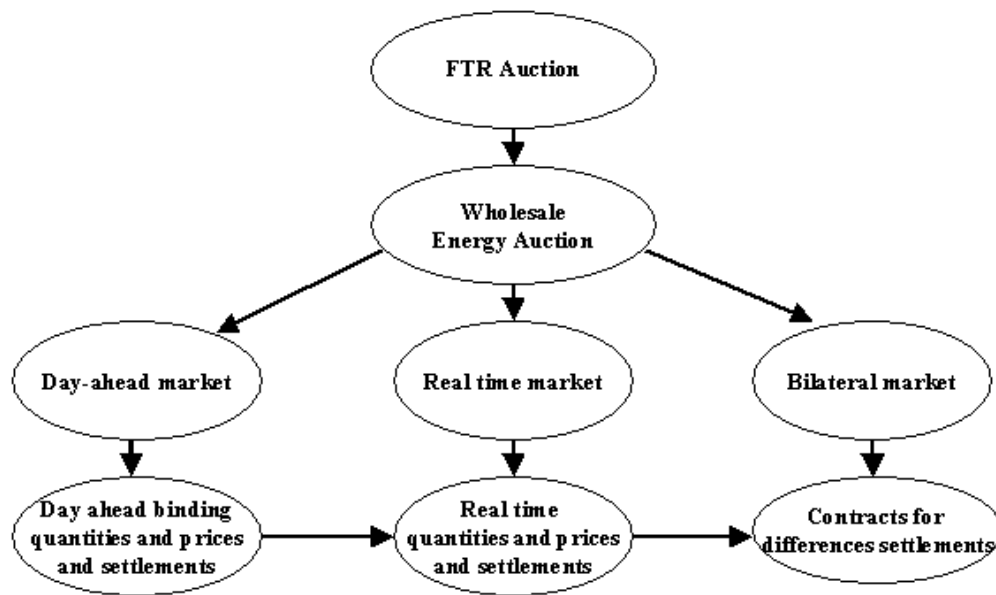 FTR Auction
Wholesale
Energy Auction
Day-ahead market
Real time market
Bilateral market
Day ahead binding
quantities and prices
and settlements
Real time
quantities and prices
and settlements
Contracts for
differences settlements